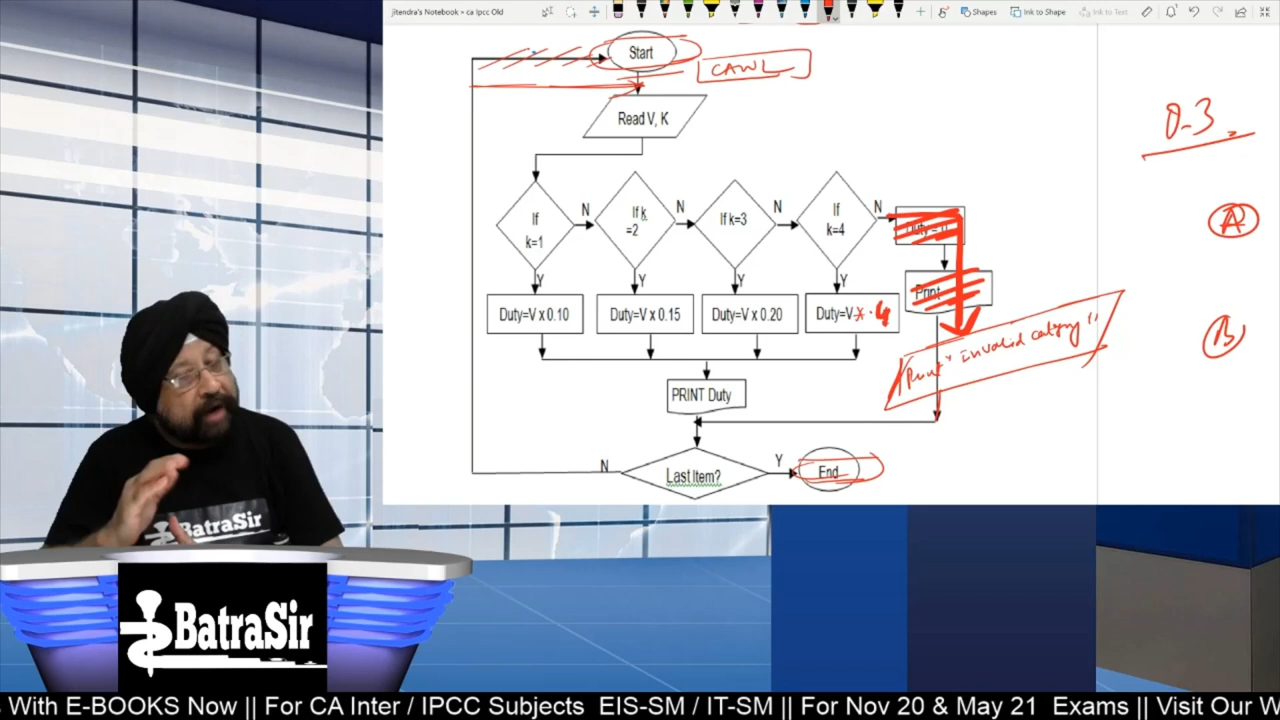 jitendra's Notebook » ca Ipcc Old
Shapes
Ink to Shape
Ink to Text
Start
CAWL
Read V, K
Q-3
If k=1
N
If k =2
N
If k=3
N
If k=4
N
A
Y
Y
Y
Y
Print
Duty=V x 0.10
Duty=V x 0.15
Duty=V x 0.20
Duty=V * .4
Print "invalid category"
B
PRINT Duty
N
Last Item?
Y
End
BatraSir
BatraSir
s With E-BOOKS Now || For CA Inter / IPCC Subjects EIS-SM / IT-SM || For Nov 20 & May 21 Exams || Visit Our W